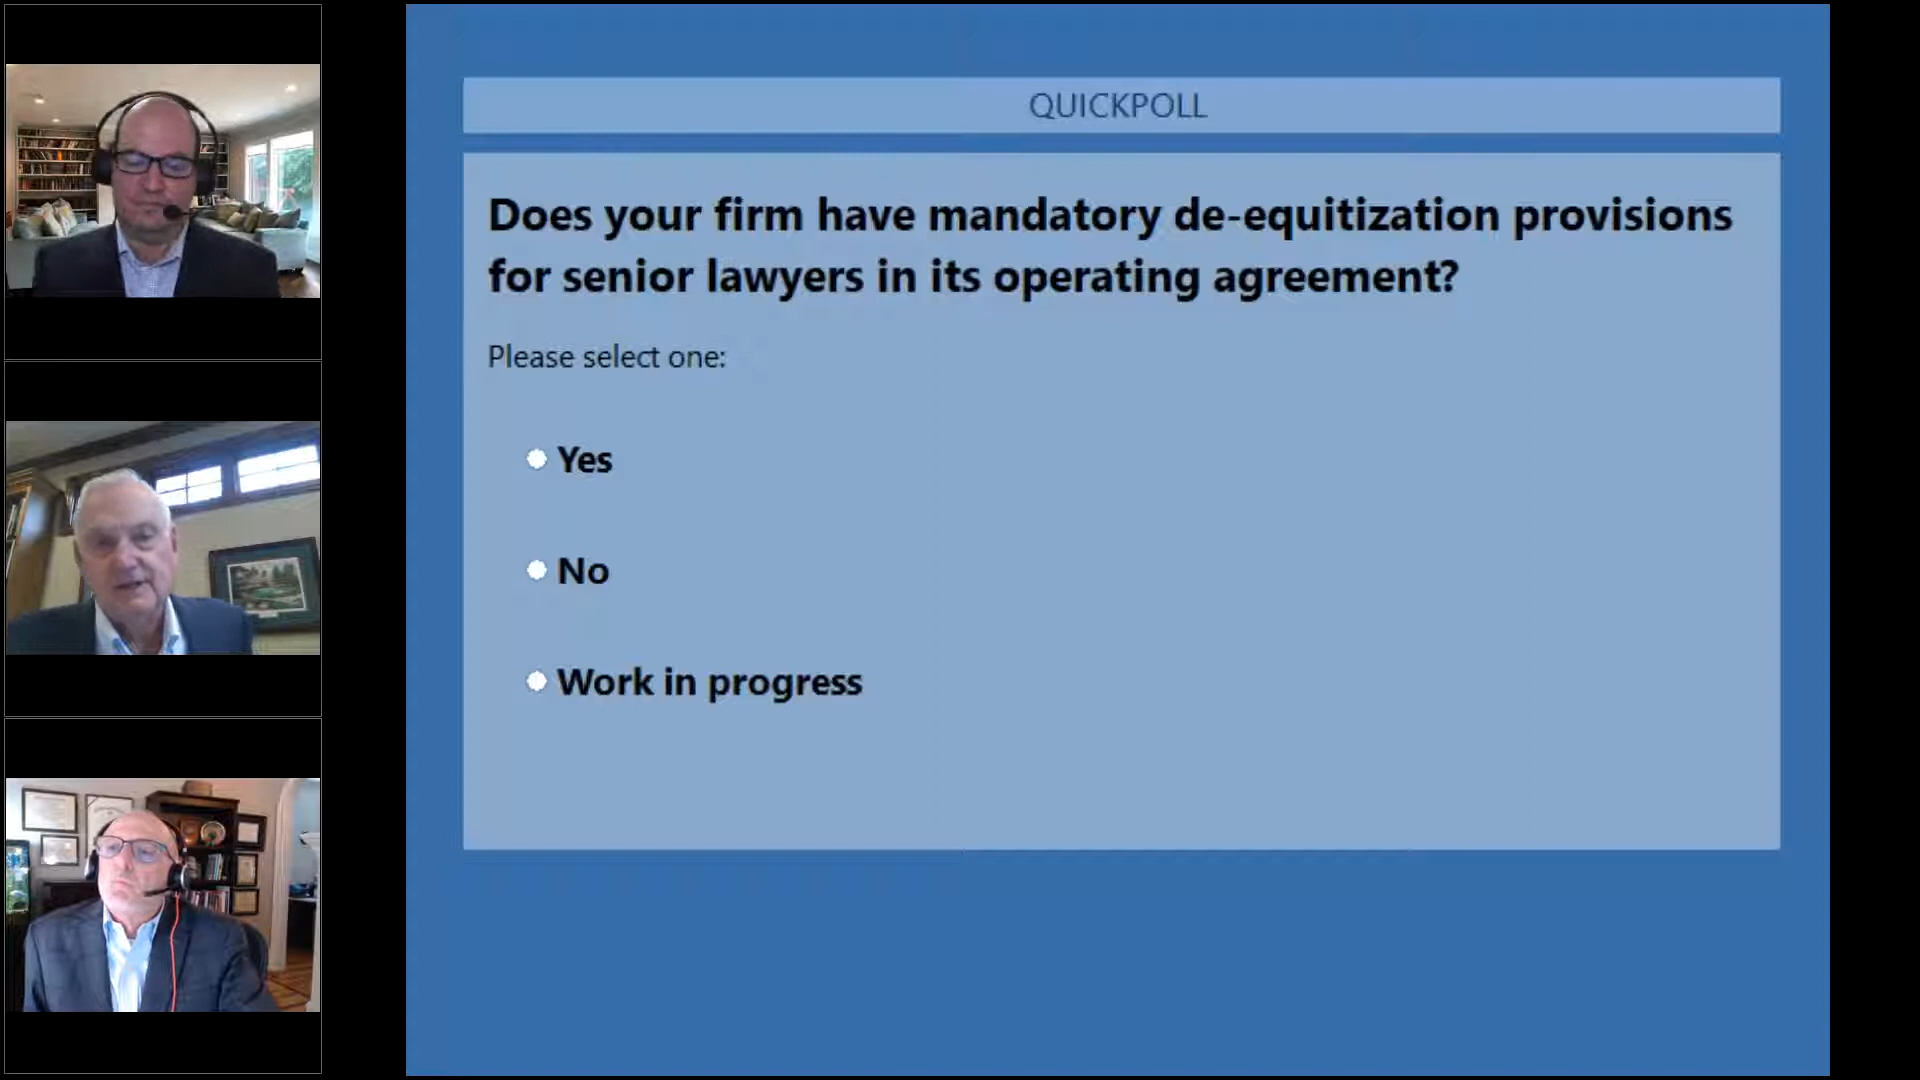 QUICKPOLL
Does your firm have mandatory de-equitization provisions
for senior lawyers in its operating agreement?
Please select one:
Yes
No
Work in progress